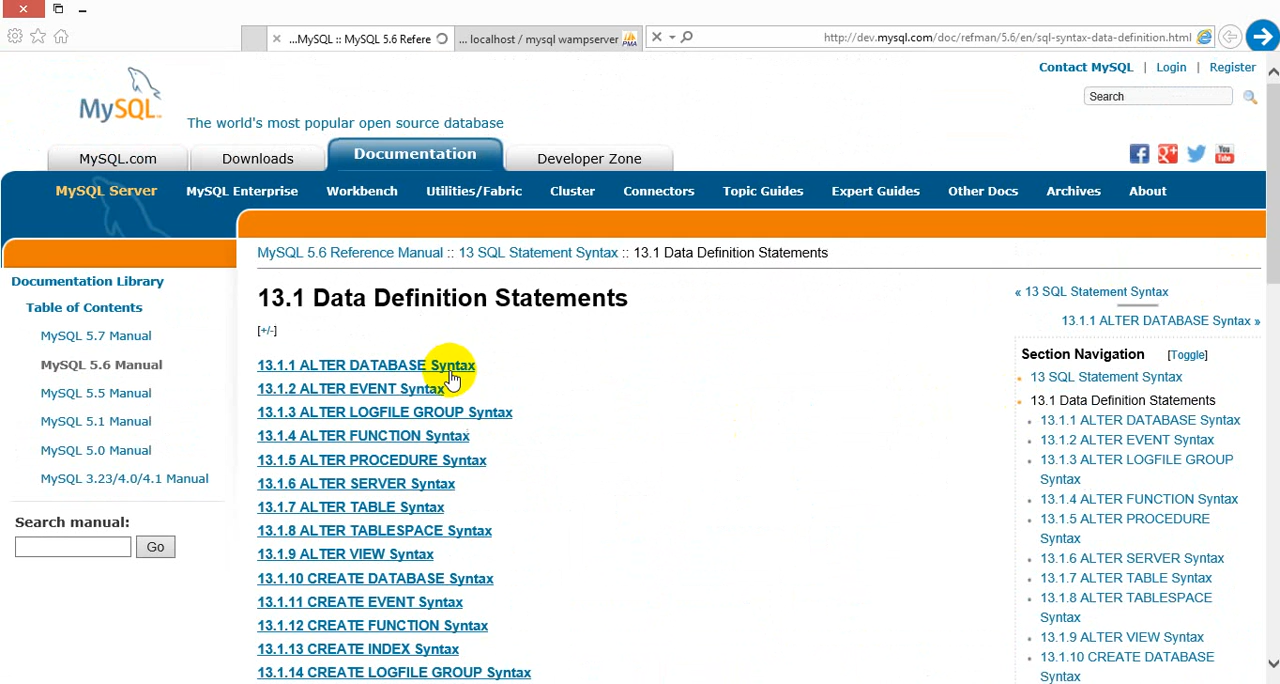 ...MySQL :: MySQL 5.6 Refere
... localhost / mysql wampserver
http://dev.mysql.com/doc/refman/5.6/en/sql-syntax-data-definition.html
Contact MySQL | Login | Register
Search
MySQL
The world's most popular open source database
MySQL.com Downloads Documentation Developer Zone
MySQL Server MySQL Enterprise Workbench Utilities/Fabric Cluster Connectors Topic Guides Expert Guides Other Docs Archives About
Documentation Library
Table of Contents
MySQL 5.7 Manual
MySQL 5.6 Manual
MySQL 5.5 Manual
MySQL 5.1 Manual
MySQL 5.0 Manual
MySQL 3.23/4.0/4.1 Manual
Search manual:
Go
MySQL 5.6 Reference Manual :: 13 SQL Statement Syntax :: 13.1 Data Definition Statements
13.1 Data Definition Statements
[+/-]
13.1.1 ALTER DATABASE Syntax
13.1.2 ALTER EVENT Syntax
13.1.3 ALTER LOGFILE GROUP Syntax
13.1.4 ALTER FUNCTION Syntax
13.1.5 ALTER PROCEDURE Syntax
13.1.6 ALTER SERVER Syntax
13.1.7 ALTER TABLE Syntax
13.1.8 ALTER TABLESPACE Syntax
13.1.9 ALTER VIEW Syntax
13.1.10 CREATE DATABASE Syntax
13.1.11 CREATE EVENT Syntax
13.1.12 CREATE FUNCTION Syntax
13.1.13 CREATE INDEX Syntax
13.1.14 CREATE LOGFILE GROUP Syntax
« 13 SQL Statement Syntax
13.1.1 ALTER DATABASE Syntax »
Section Navigation [Toggle]
13 SQL Statement Syntax
13.1 Data Definition Statements
13.1.1 ALTER DATABASE Syntax
13.1.2 ALTER EVENT Syntax
13.1.3 ALTER LOGFILE GROUP
Syntax
13.1.4 ALTER FUNCTION Syntax
13.1.5 ALTER PROCEDURE
Syntax
13.1.6 ALTER SERVER Syntax
13.1.7 ALTER TABLE Syntax
13.1.8 ALTER TABLESPACE
Syntax
13.1.9 ALTER VIEW Syntax
13.1.10 CREATE DATABASE
Syntax